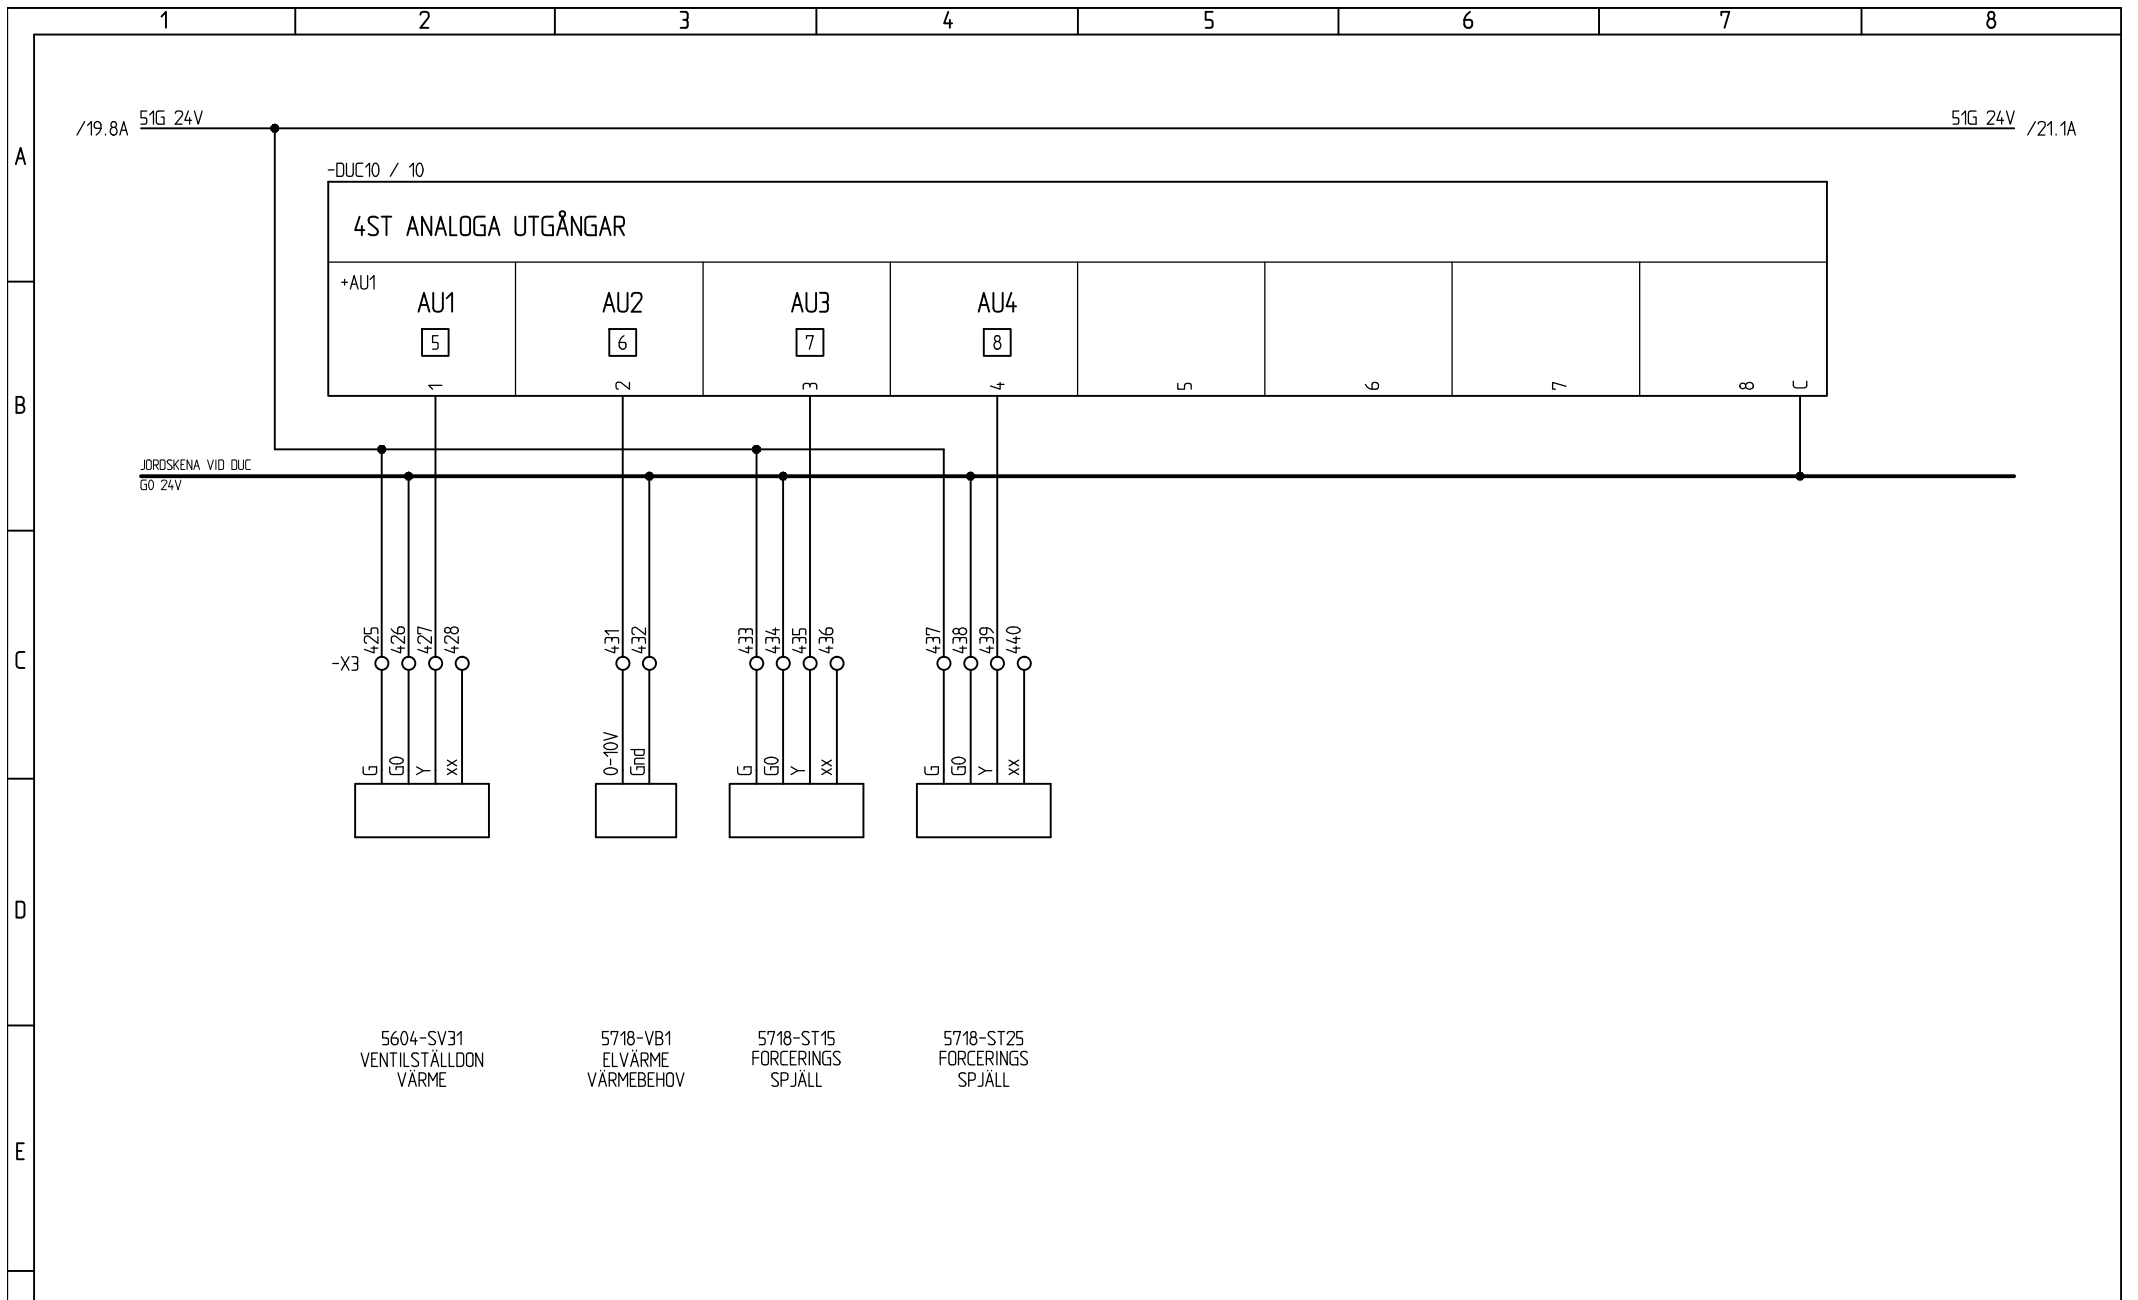 1 2 3 4 5 6 7 8
51G 24V 51G 24V
/19.8A /21.1A
A
-DUC10 / 10
4ST ANALOGA UTGÅNGAR
+AU1
AU1 AU2 AU3 AU4
5 6 7 8
1 2 3 4 5 6 7 8 C
B
JORDSKENA VID DUC
G0 24V
425 426 427 428 431 432 433 434 435 436 437 438 439 440
-X3
C
G G0 Y xx 0-10V Gnd G G0 Y xx G G0 Y xx
D
5604-SV31 5718-VB1 5718-ST15 5718-ST25
VENTILSTÄLLDON ELVÄRME FORCERINGS FORCERINGS
VÄRME VÄRMEBEHOV SPJÄLL SPJÄLL
E